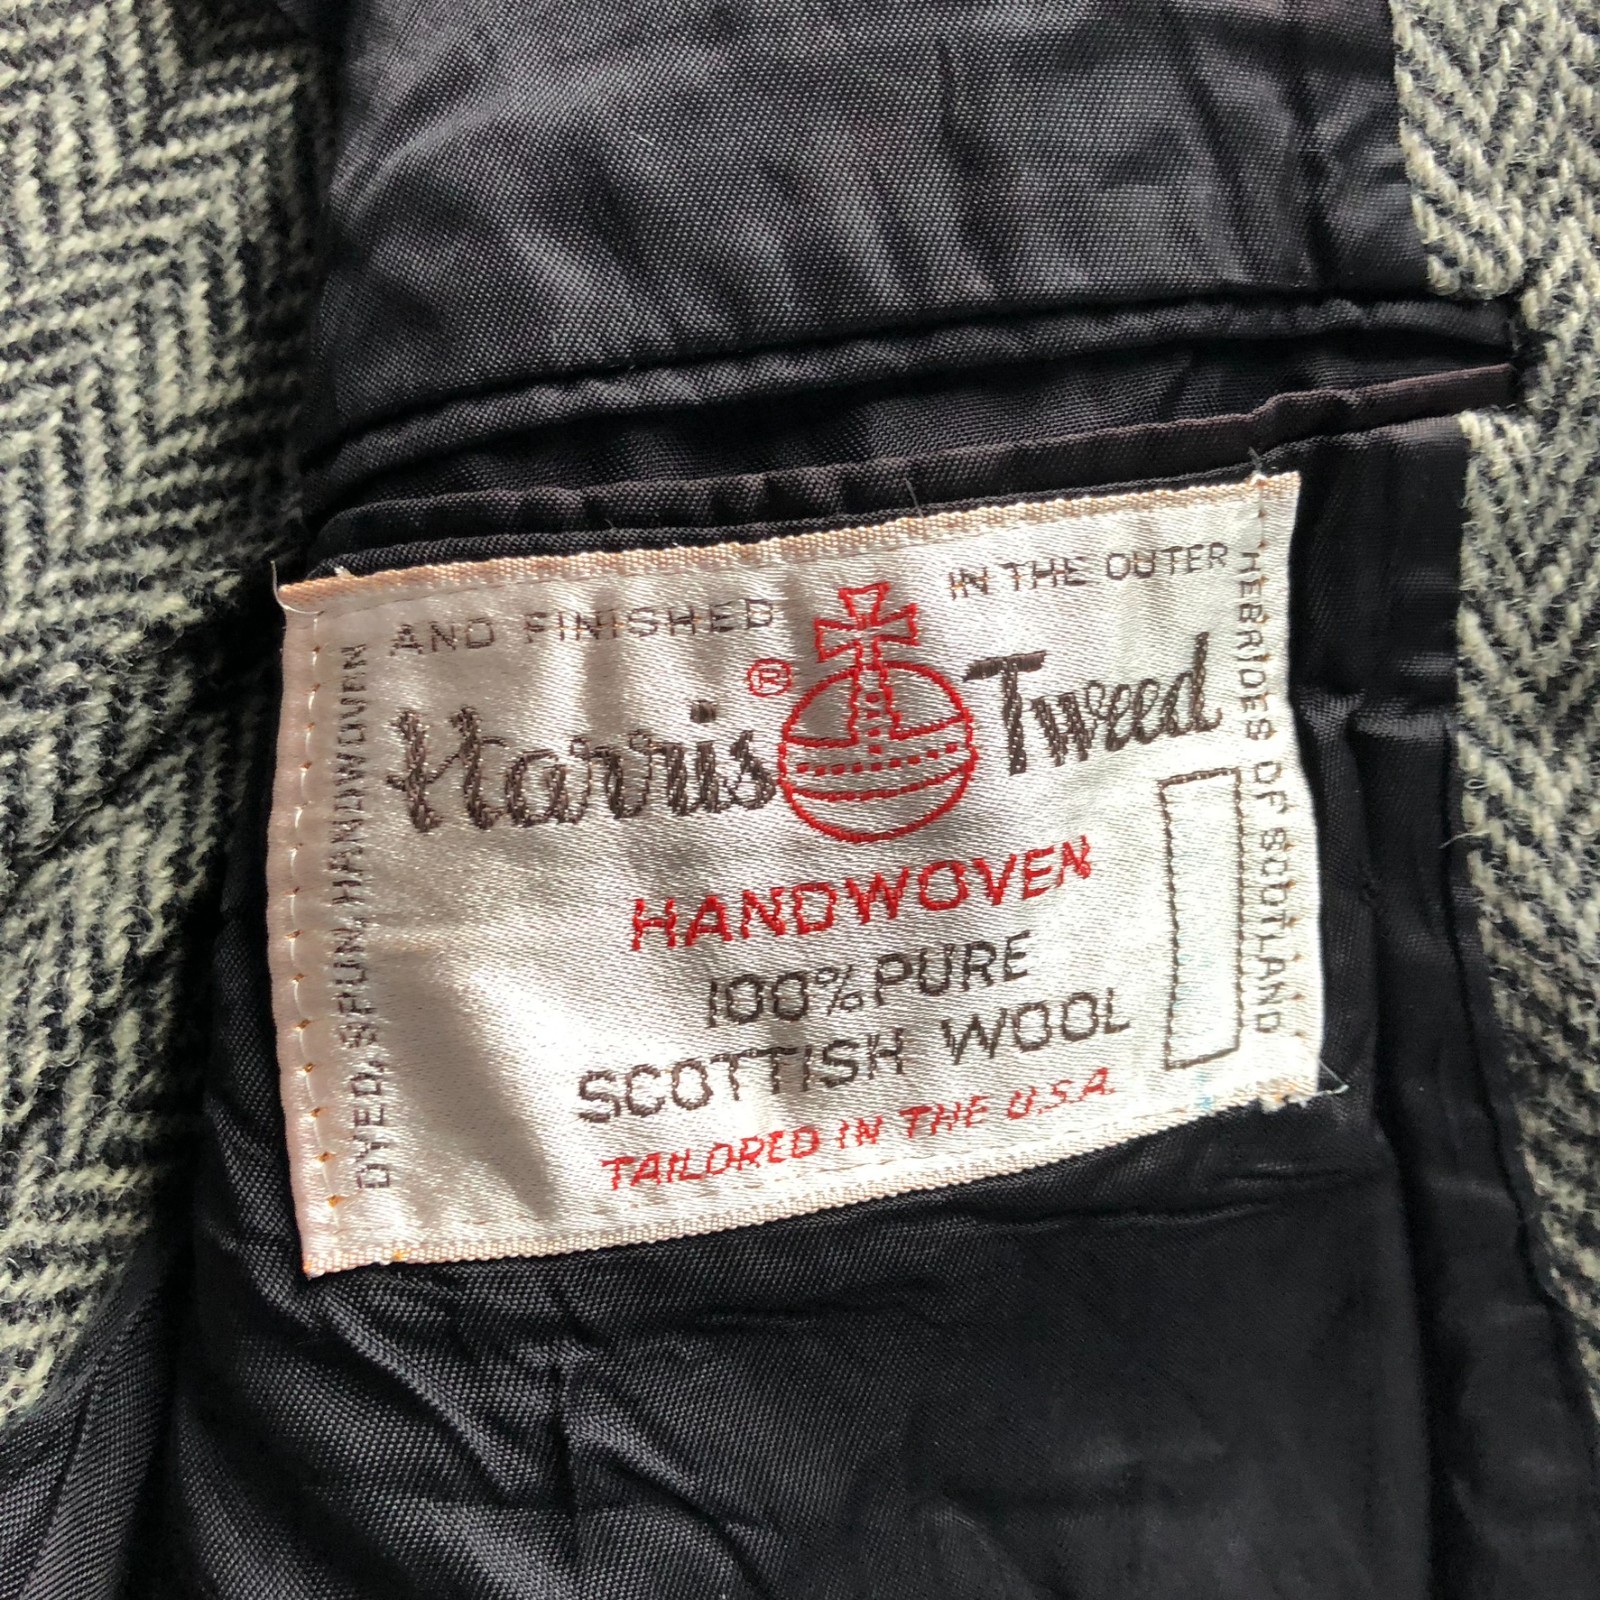 DYED, SPUN, HANDWOVEN
AND FINISHED
IN THE OUTER
HEBRIDES OF SCOTLAND
Harris ® Tweed
HANDWOVEN
100% PURE
SCOTTISH WOOL
TAILORED IN THE U.S.A.